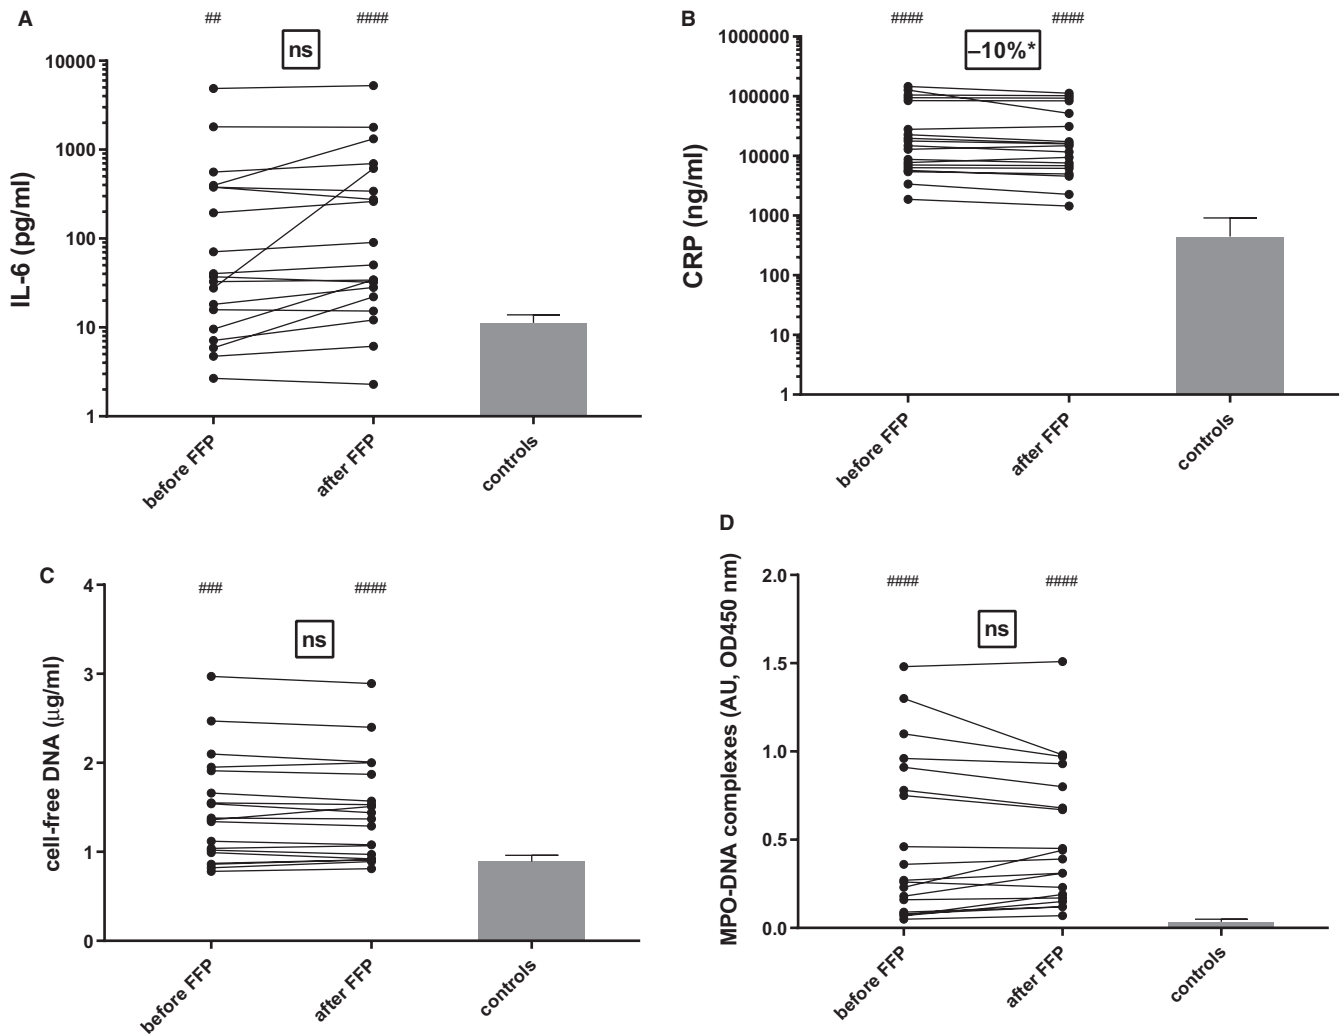 A
##
####
ns
IL-6 (pg/ml)
10000
1000
100
10
1
before FFP
after FFP
controls
B
####
####
–10%*
CRP (ng/ml)
1000000
100000
10000
1000
100
10
1
before FFP
after FFP
controls
C
###
####
ns
cell-free DNA (µg/ml)
4
3
2
1
0
before FFP
after FFP
controls
D
####
####
ns
MPO-DNA complexes (AU, OD450 nm)
2.0
1.5
1.0
0.5
0.0
before FFP
after FFP
controls